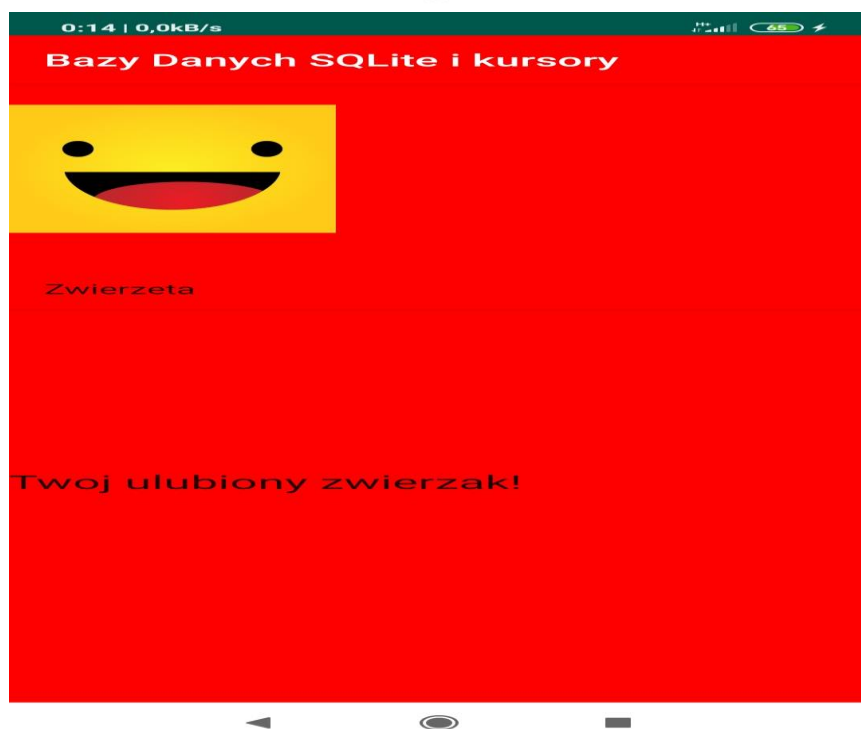 0:14 | 0,0kB/s
H+
65
Bazy Danych SQLite i kursory
Zwierzeta
Twoj ulubiony zwierzak!